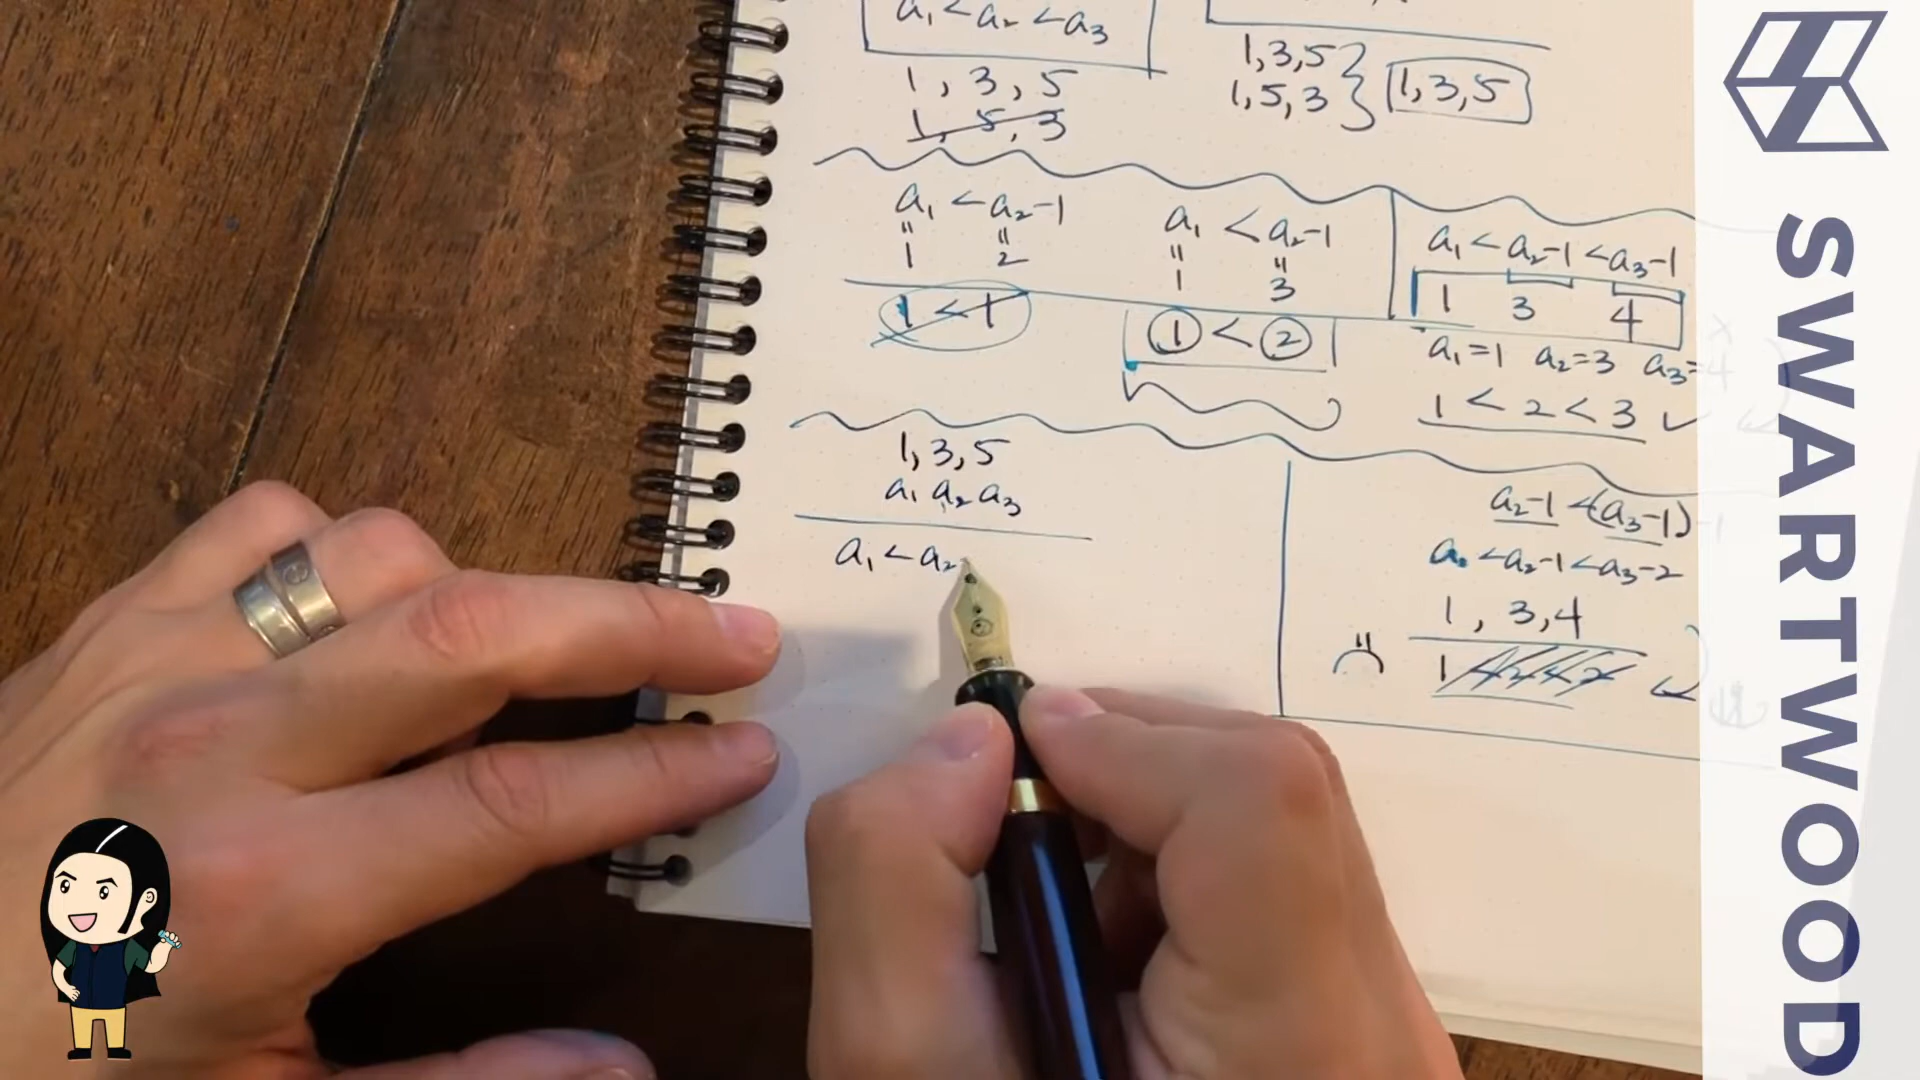 a₁ < a₂ < a₃
1, 3, 5
1, 5, 3
1,3,5
1,5,3
1,3,5
a₁ < a₂-1
" "
1 2
1 < 1
a₁ < a₂-1
" "
1 3
1 < 2
a₁ < a₂-1 < a₃-1
1 3 4
a₁=1 a₂=3 a₃=4
1 < 2 < 3 ✓
1, 3, 5
a₁ a₂ a₃
a₁ < a₂
a₂-1 < (a₃-1)-1
a₁ < a₂-1 < a₃-2
1, 3, 4
SWARTWOOD